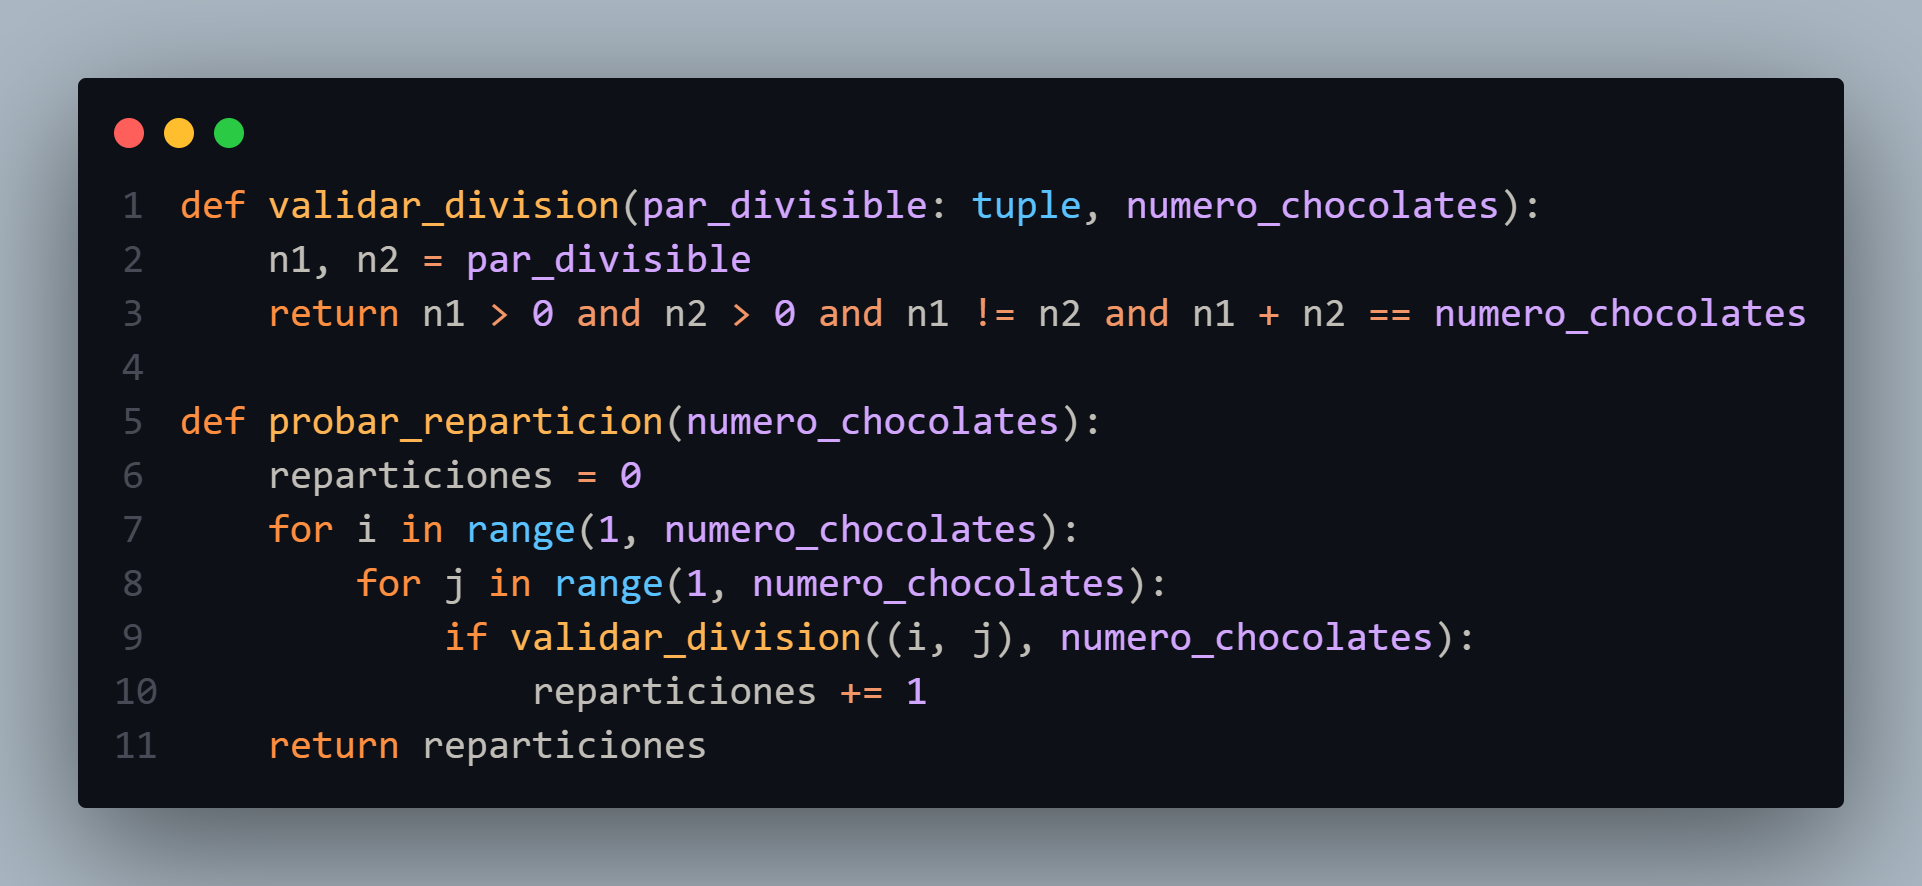 1 def validar_division(par_divisible: tuple, numero_chocolates):
2     n1, n2 = par_divisible
3     return n1 > 0 and n2 > 0 and n1 != n2 and n1 + n2 == numero_chocolates
4
5 def probar_reparticion(numero_chocolates):
6     reparticiones = 0
7     for i in range(1, numero_chocolates):
8         for j in range(1, numero_chocolates):
9             if validar_division((i, j), numero_chocolates):
10                 reparticiones += 1
11     return reparticiones